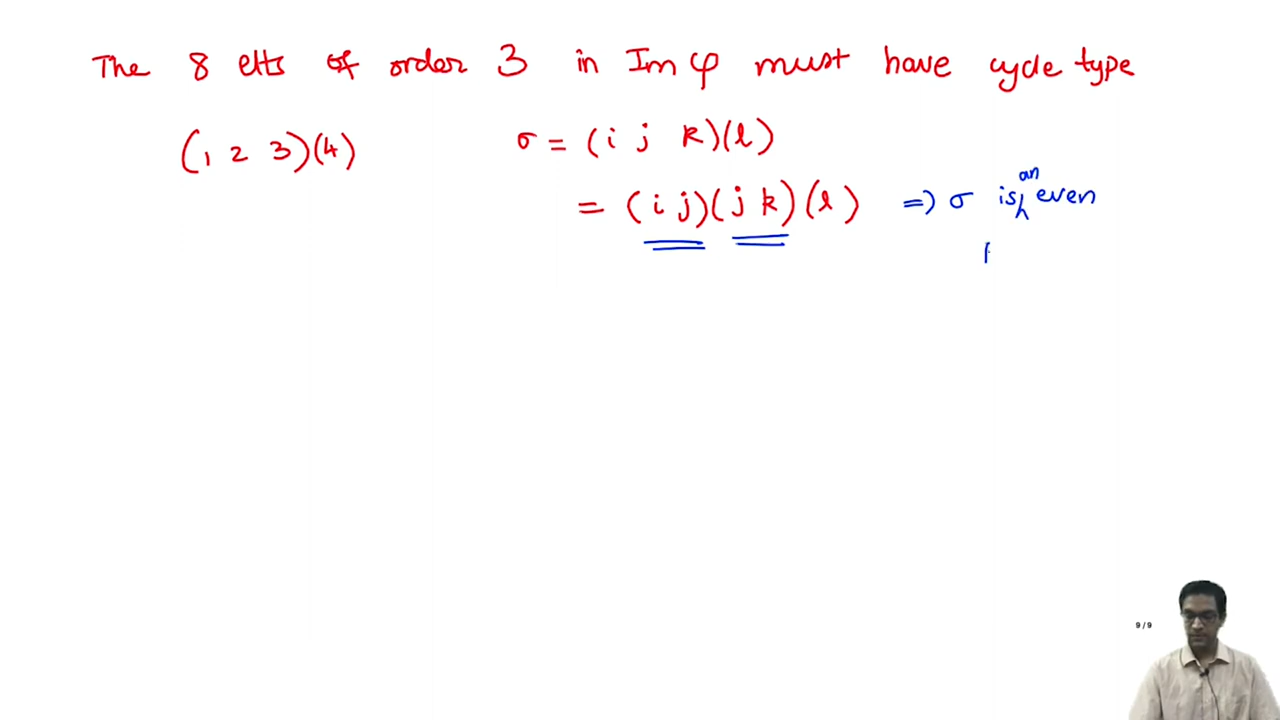 The 8 elts of order 3 in Im φ must have cycle type
(1 2 3)(4) σ = (i j k)(l)
= (i j)(j k)(l) => σ is an even
9 / 9